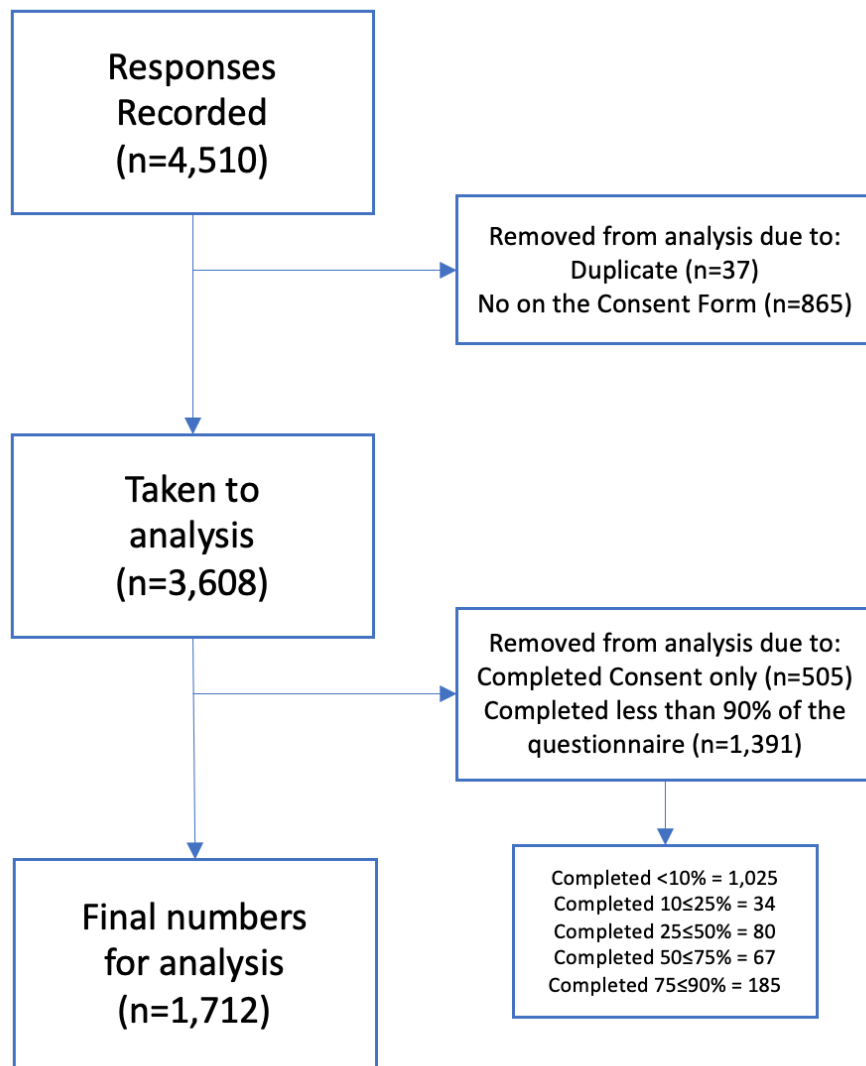 Responses
Recorded
(n=4,510)
Removed from analysis due to:
Duplicate (n=37)
No on the Consent Form (n=865)
Taken to
analysis
(n=3,608)
Removed from analysis due to:
Completed Consent only (n=505)
Completed less than 90% of the
questionnaire (n=1,391)
Completed <10% = 1,025
Completed 10≤25% = 34
Completed 25≤50% = 80
Completed 50≤75% = 67
Completed 75≤90% = 185
Final numbers
for analysis
(n=1,712)